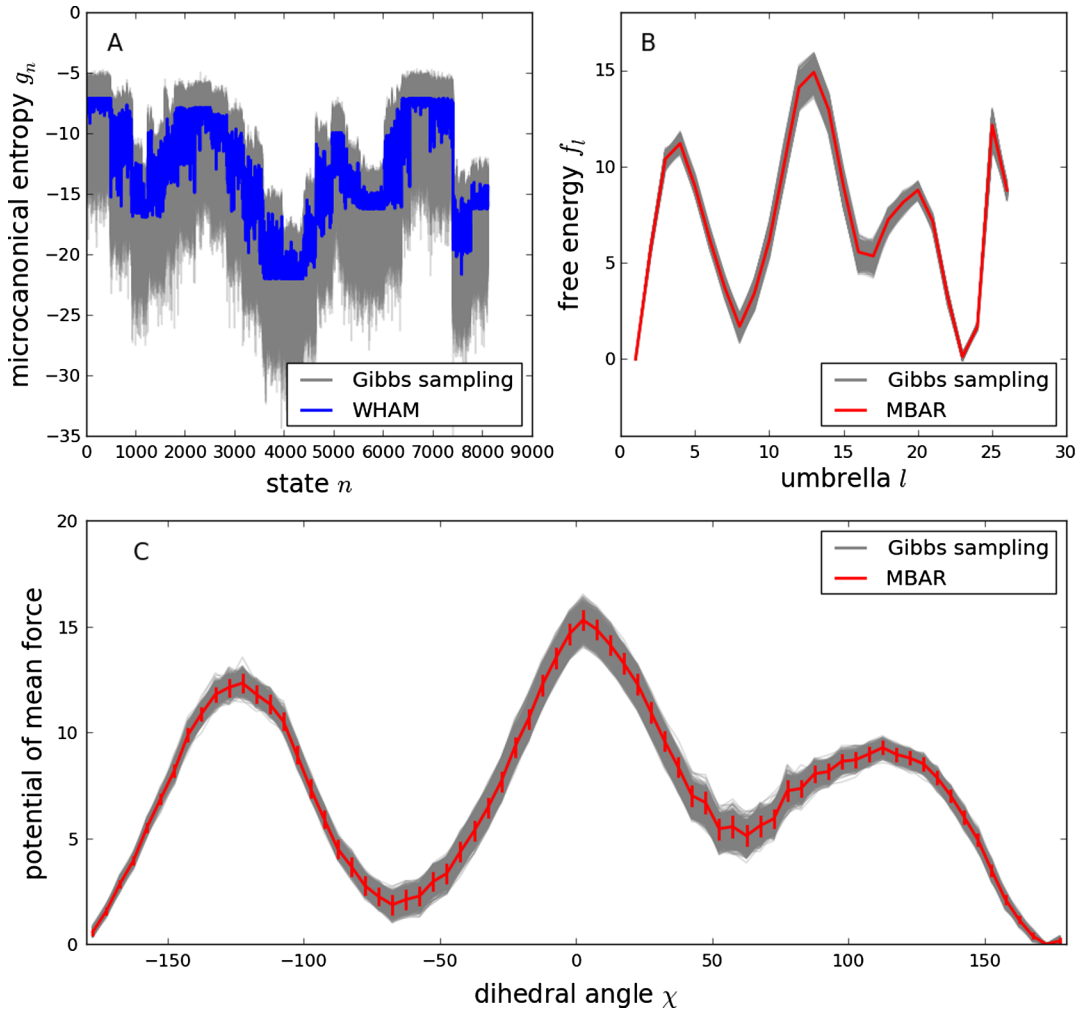 A
microcanonical entropy gₙ
0
−5
−10
−15
−20
−25
−30
−35
Gibbs sampling
WHAM
0 1000 2000 3000 4000 5000 6000 7000 8000 9000
state n
B
free energy fₗ
15
10
5
0
Gibbs sampling
MBAR
0 5 10 15 20 25 30
umbrella l
C
potential of mean force
20
15
10
5
0
Gibbs sampling
MBAR
−150 −100 −50 0 50 100 150
dihedral angle χ